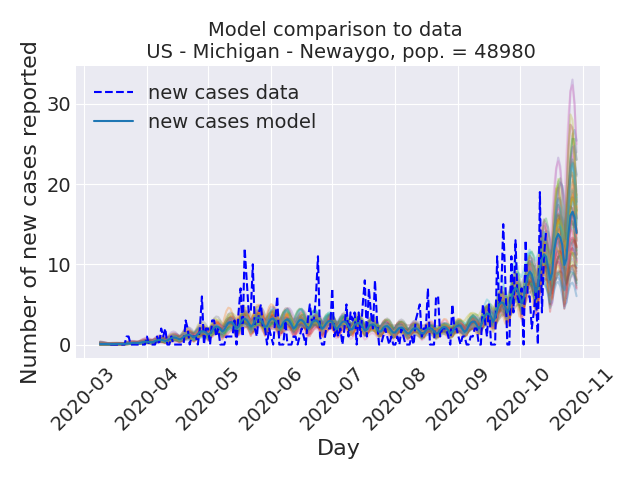 Model comparison to data
US - Michigan - Newaygo, pop. = 48980
Number of new cases reported
30
20
10
0
new cases data
new cases model
2020-03
2020-04
2020-05
2020-06
2020-07
2020-08
2020-09
2020-10
2020-11
Day